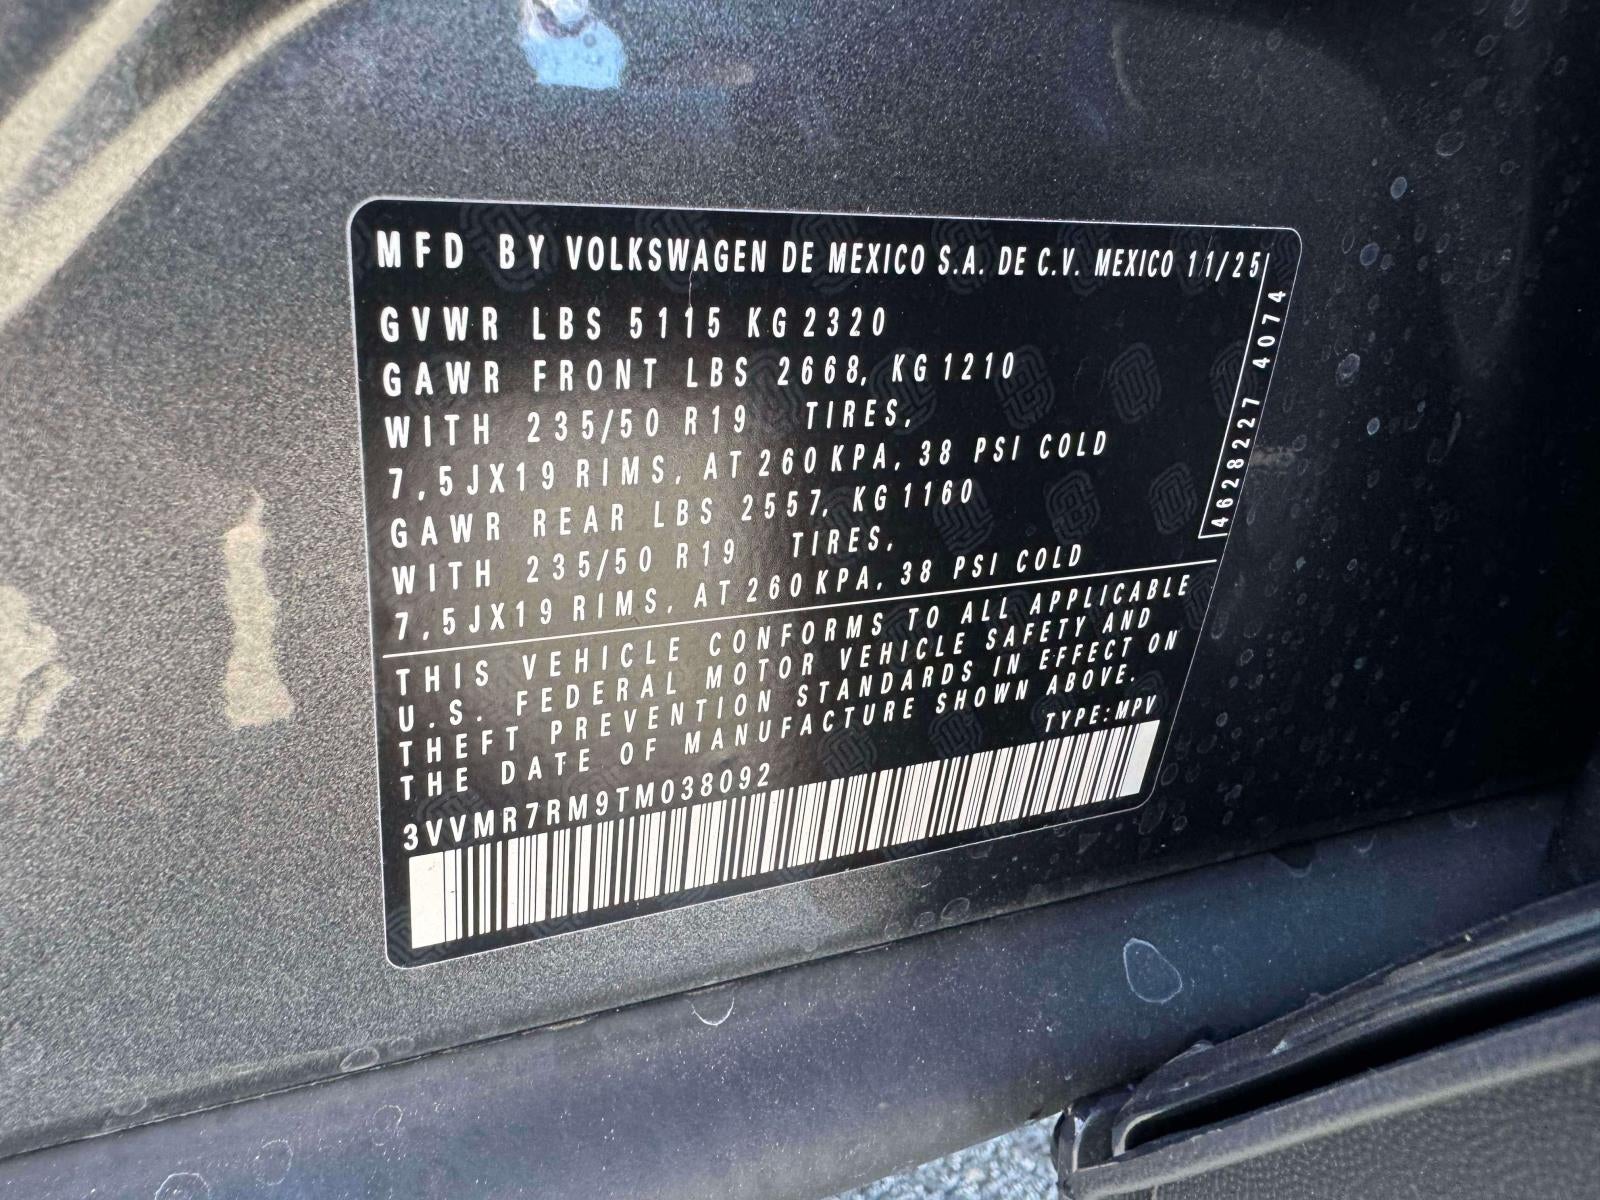 MFD BY VOLKSWAGEN DE MEXICO S.A. DE C.V. MEXICO 11/25
GVWR LBS 5115 KG 2320
GAWR FRONT LBS 2668, KG 1210
WITH 235/50 R19 TIRES,
7,5JX19 RIMS, AT 260 KPA, 38 PSI COLD
GAWR REAR LBS 2557, KG 1160
WITH 235/50 R19 TIRES,
7,5JX19 RIMS, AT 260 KPA, 38 PSI COLD
4628227 4074
THIS VEHICLE CONFORMS TO ALL APPLICABLE
U.S. FEDERAL MOTOR VEHICLE SAFETY AND
THEFT PREVENTION STANDARDS IN EFFECT ON
THE DATE OF MANUFACTURE SHOWN ABOVE.
TYPE:MPV
3VVMR7RM9TM038092